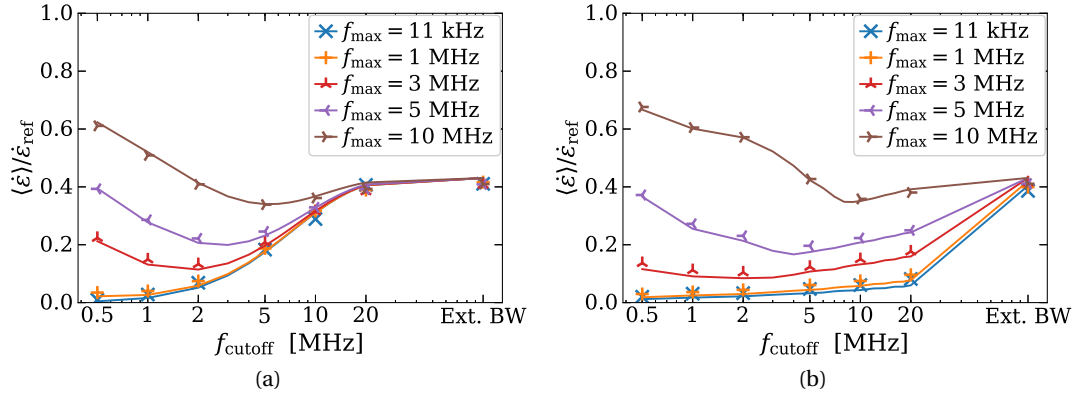 1.0
0.8
0.6
0.4
0.2
0.0
⟨ε̇⟩/ε̇ref
fmax = 11 kHz
fmax = 1 MHz
fmax = 3 MHz
fmax = 5 MHz
fmax = 10 MHz
0.5 1 2 5 10 20 Ext. BW
fcutoff [MHz]
(a)
1.0
0.8
0.6
0.4
0.2
0.0
⟨ε̇⟩/ε̇ref
fmax = 11 kHz
fmax = 1 MHz
fmax = 3 MHz
fmax = 5 MHz
fmax = 10 MHz
0.5 1 2 5 10 20 Ext. BW
fcutoff [MHz]
(b)